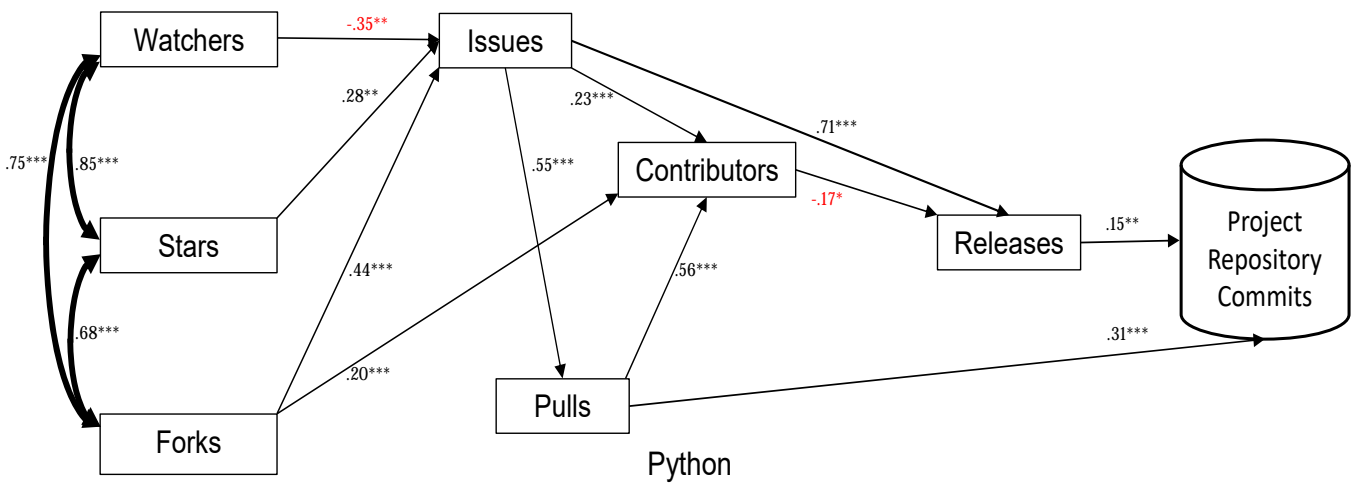 Watchers
-.35**
Issues
.28**
.23***
.71***
.75***
.85***
.55***
Contributors
-.17*
Stars
Releases
.15**
Project
Repository
Commits
.44***
.56***
.68***
.31***
.20***
Pulls
Forks
Python